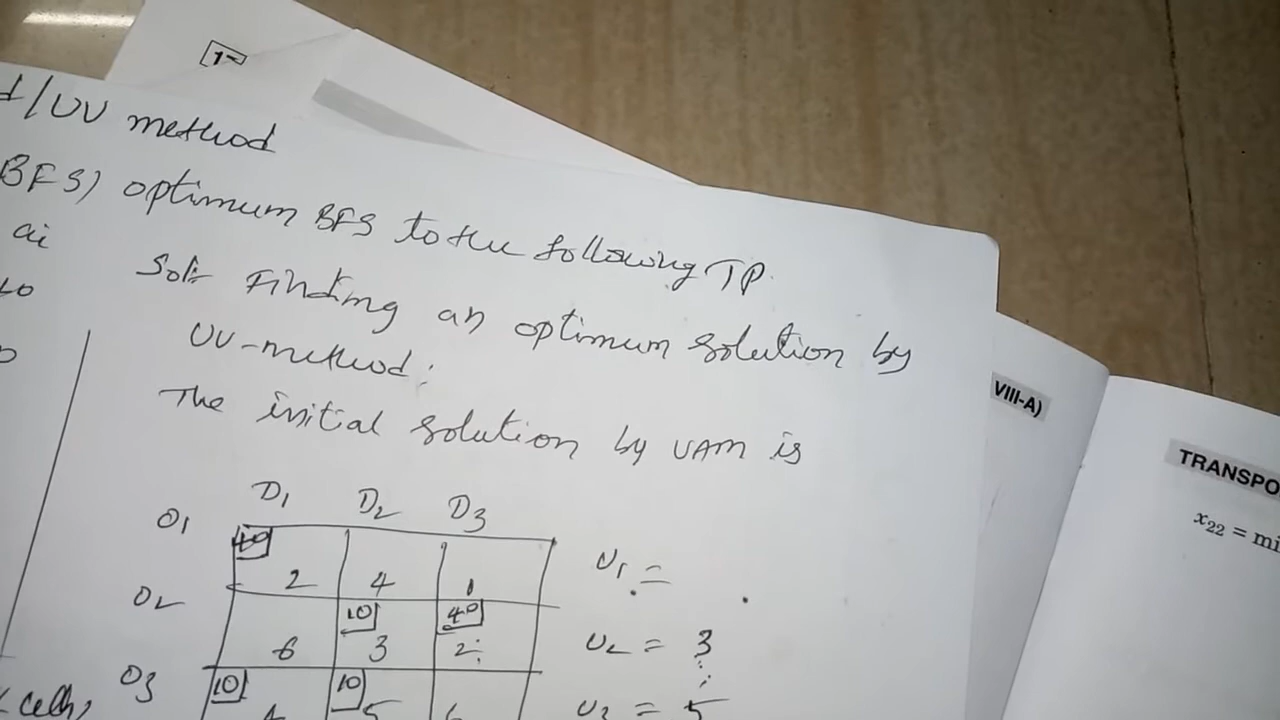 /UV method
BFS) optimum BFS to the following TP.
ai
Sol:- Finding an optimum solution by
UV-method:
The initial solution by VAM is
D1 D2 D3
O1 40 2 4 1 U1 =
O2 6 10 3 40 2 U2 = 3
O3 10 10 5 U3 = 5
cells,
VIII-A)
TRANSPO
x22 = mi